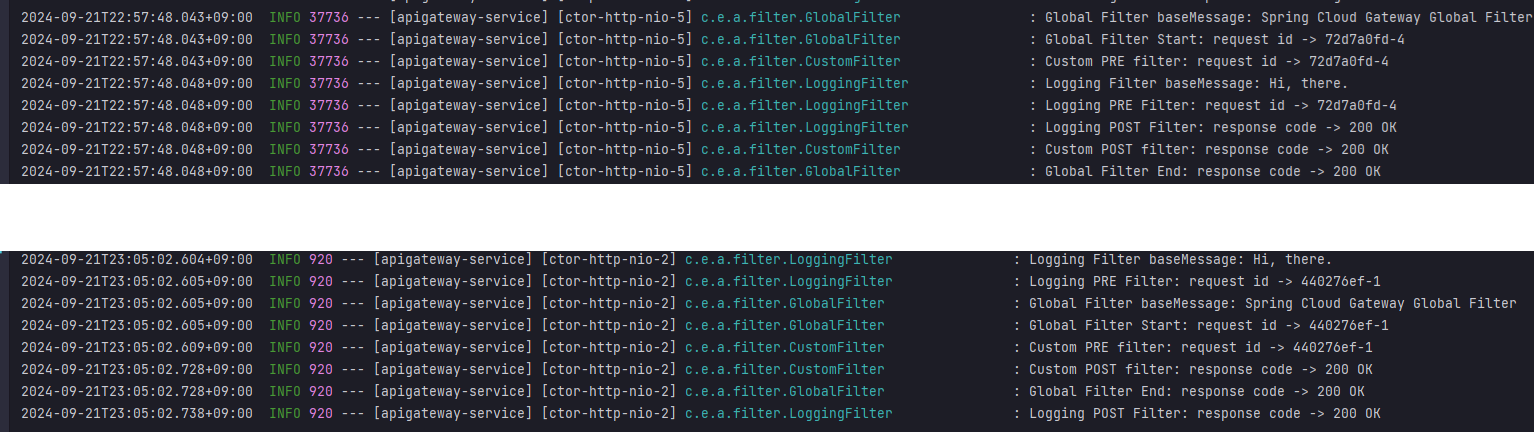 2024-09-21T22:57:48.043+09:00 INFO 37736 --- [apigateway-service] [ctor-http-nio-5] c.e.a.filter.GlobalFilter : Global Filter baseMessage: Spring Cloud Gateway Global Filter
2024-09-21T22:57:48.043+09:00 INFO 37736 --- [apigateway-service] [ctor-http-nio-5] c.e.a.filter.GlobalFilter : Global Filter Start: request id -> 72d7a0fd-4
2024-09-21T22:57:48.043+09:00 INFO 37736 --- [apigateway-service] [ctor-http-nio-5] c.e.a.filter.CustomFilter : Custom PRE filter: request id -> 72d7a0fd-4
2024-09-21T22:57:48.048+09:00 INFO 37736 --- [apigateway-service] [ctor-http-nio-5] c.e.a.filter.LoggingFilter : Logging Filter baseMessage: Hi, there.
2024-09-21T22:57:48.048+09:00 INFO 37736 --- [apigateway-service] [ctor-http-nio-5] c.e.a.filter.LoggingFilter : Logging PRE Filter: request id -> 72d7a0fd-4
2024-09-21T22:57:48.048+09:00 INFO 37736 --- [apigateway-service] [ctor-http-nio-5] c.e.a.filter.LoggingFilter : Logging POST Filter: response code -> 200 OK
2024-09-21T22:57:48.048+09:00 INFO 37736 --- [apigateway-service] [ctor-http-nio-5] c.e.a.filter.CustomFilter : Custom POST filter: response code -> 200 OK
2024-09-21T22:57:48.048+09:00 INFO 37736 --- [apigateway-service] [ctor-http-nio-5] c.e.a.filter.GlobalFilter : Global Filter End: response code -> 200 OK
2024-09-21T23:05:02.604+09:00 INFO 920 --- [apigateway-service] [ctor-http-nio-2] c.e.a.filter.LoggingFilter : Logging Filter baseMessage: Hi, there.
2024-09-21T23:05:02.605+09:00 INFO 920 --- [apigateway-service] [ctor-http-nio-2] c.e.a.filter.LoggingFilter : Logging PRE Filter: request id -> 440276ef-1
2024-09-21T23:05:02.605+09:00 INFO 920 --- [apigateway-service] [ctor-http-nio-2] c.e.a.filter.GlobalFilter : Global Filter baseMessage: Spring Cloud Gateway Global Filter
2024-09-21T23:05:02.605+09:00 INFO 920 --- [apigateway-service] [ctor-http-nio-2] c.e.a.filter.GlobalFilter : Global Filter Start: request id -> 440276ef-1
2024-09-21T23:05:02.609+09:00 INFO 920 --- [apigateway-service] [ctor-http-nio-2] c.e.a.filter.CustomFilter : Custom PRE filter: request id -> 440276ef-1
2024-09-21T23:05:02.728+09:00 INFO 920 --- [apigateway-service] [ctor-http-nio-2] c.e.a.filter.CustomFilter : Custom POST filter: response code -> 200 OK
2024-09-21T23:05:02.728+09:00 INFO 920 --- [apigateway-service] [ctor-http-nio-2] c.e.a.filter.GlobalFilter : Global Filter End: response code -> 200 OK
2024-09-21T23:05:02.738+09:00 INFO 920 --- [apigateway-service] [ctor-http-nio-2] c.e.a.filter.LoggingFilter : Logging POST Filter: response code -> 200 OK